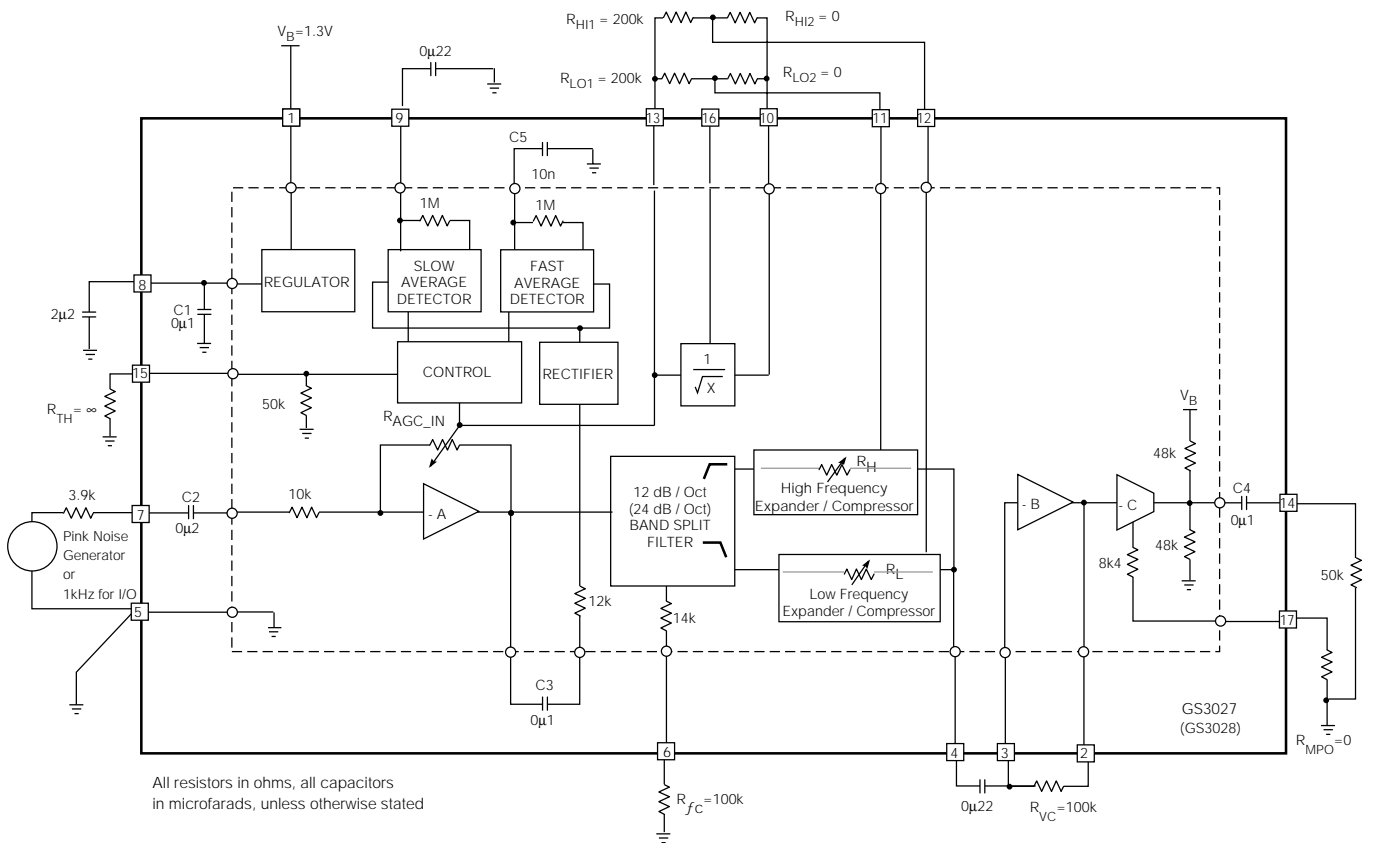 R_HI1 = 200k
R_HI2 = 0
V_B=1.3V
0µ22
R_LO1 = 200k
R_LO2 = 0
1
9
13
16
10
11
12
C5
10n
1M
1M
REGULATOR
SLOW
AVERAGE
DETECTOR
FAST
AVERAGE
DETECTOR
8
2µ2
C1
0µ1
15
CONTROL
RECTIFIER
1
√X
50k
R_TH = ∞
R_AGC_IN
V_B
48k
3.9k
7
C2
0µ2
10k
- A
12 dB / Oct
(24 dB / Oct)
BAND SPLIT
FILTER
R_H
High Frequency
Expander / Compressor
- B
- C
C4
0µ1
14
Pink Noise
Generator
or
1kHz for I/O
5
R_L
Low Frequency
Expander / Compressor
8k4
48k
50k
12k
14k
17
C3
0µ1
GS3027
(GS3028)
R_MPO=0
6
4
3
2
All resistors in ohms, all capacitors
in microfarads, unless otherwise stated
R_fC=100k
0µ22
R_VC=100k